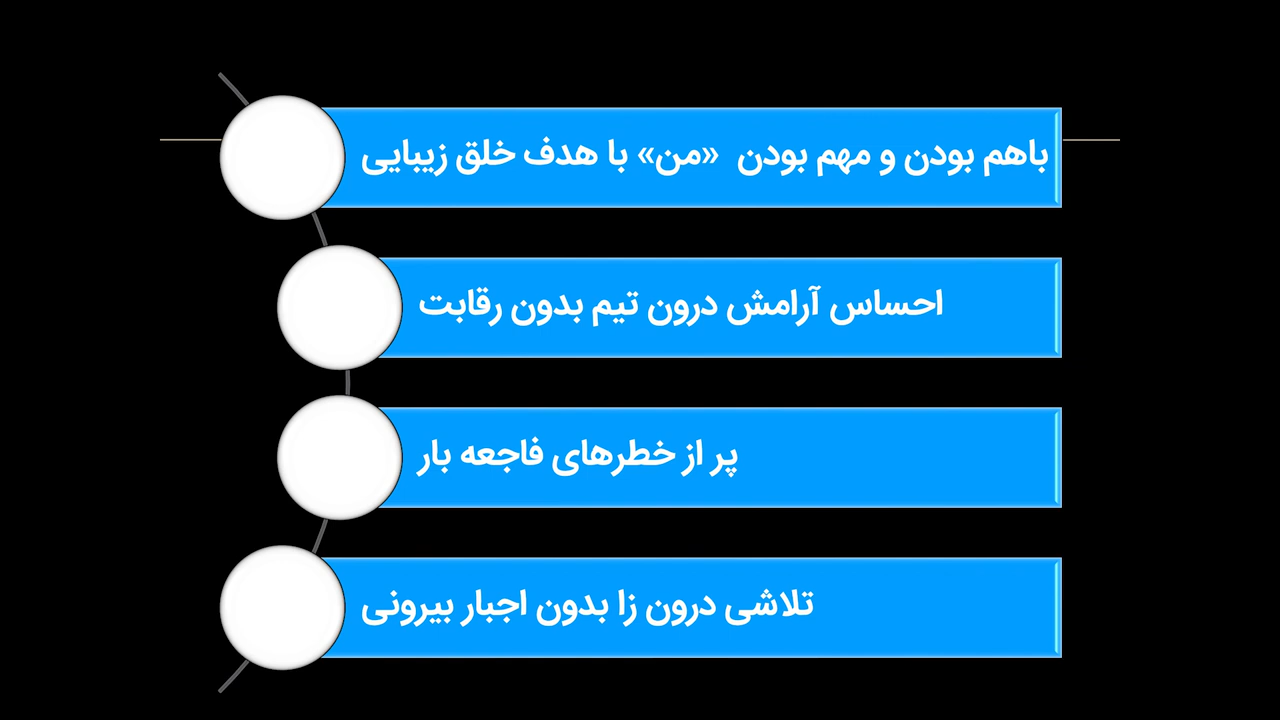 باهم بودن و مهم بودن «من» با هدف خلق زیبایی
احساس آرامش درون تیم بدون رقابت
پر از خطرهای فاجعه بار
تلاشی درون زا بدون اجبار بیرونی